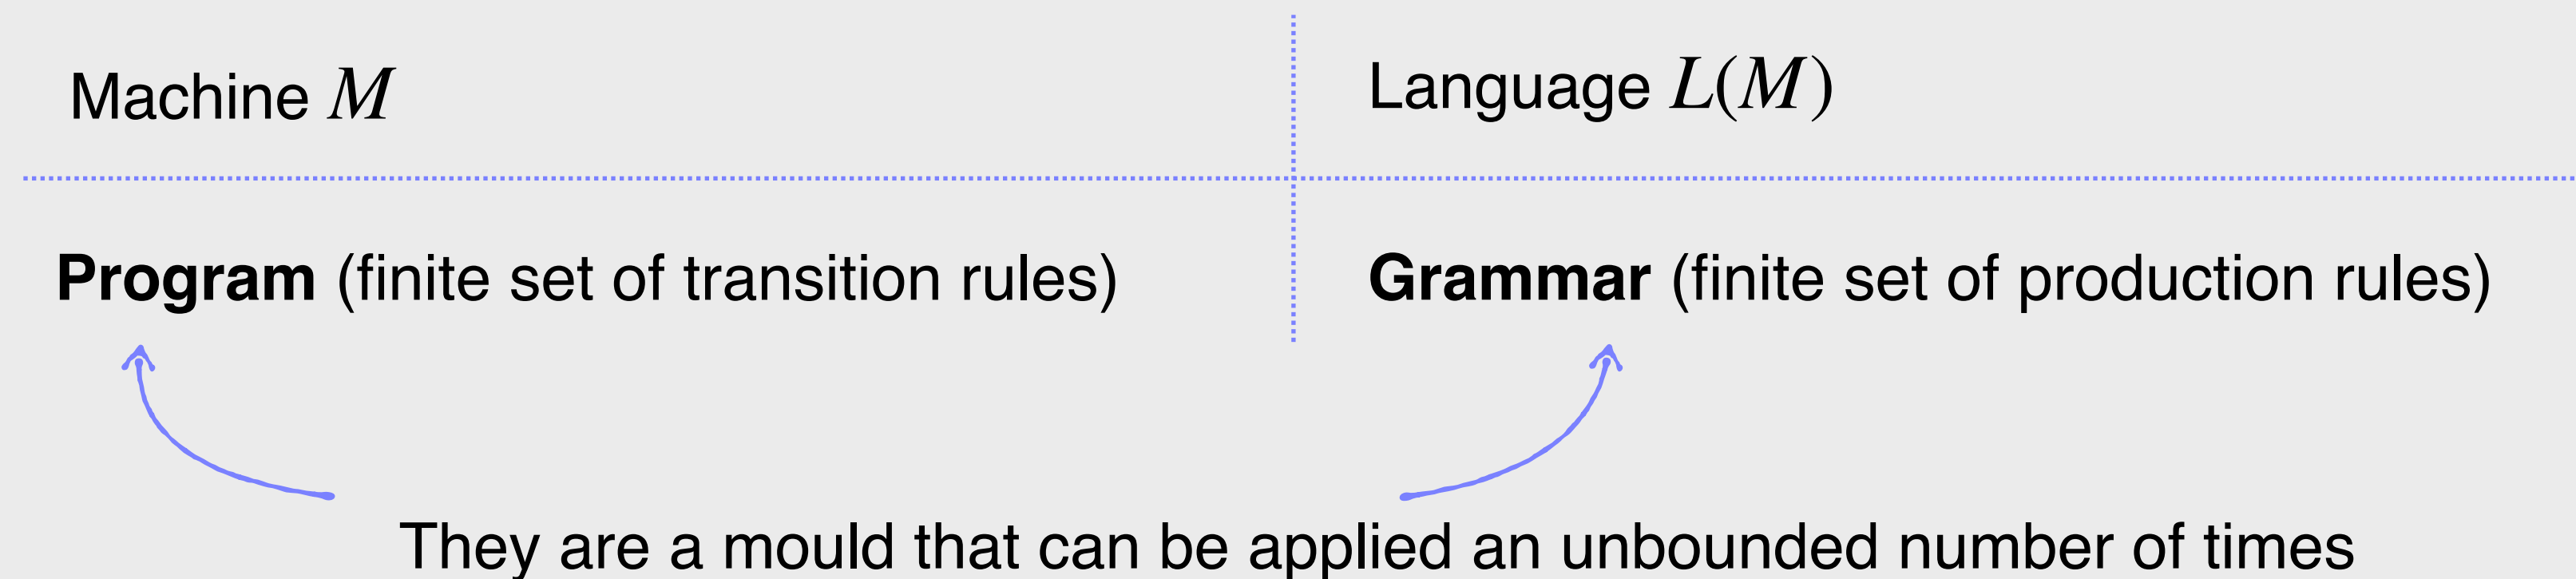 Machine M
Language L(M)
Program (finite set of transition rules)
Grammar (finite set of production rules)
They are a mould that can be applied an unbounded number of times